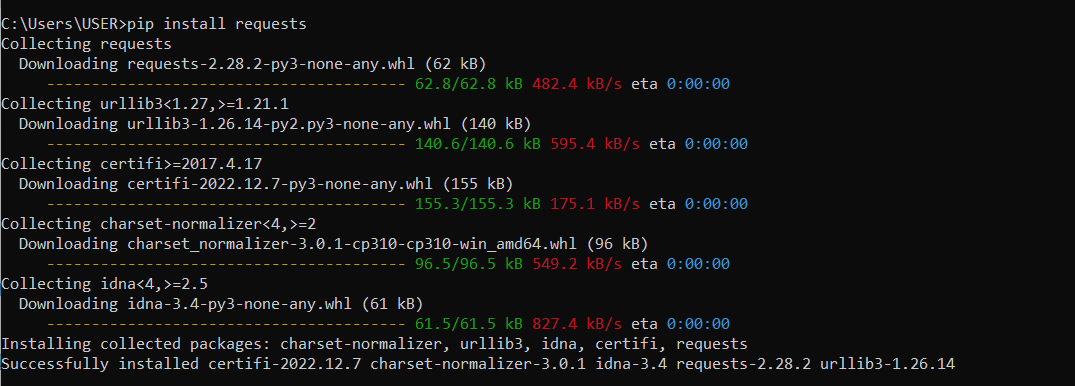 C:\Users\USER>pip install requests
Collecting requests
  Downloading requests-2.28.2-py3-none-any.whl (62 kB)
     ---------------------------------------- 62.8/62.8 kB 482.4 kB/s eta 0:00:00
Collecting urllib3<1.27,>=1.21.1
  Downloading urllib3-1.26.14-py2.py3-none-any.whl (140 kB)
     ---------------------------------------- 140.6/140.6 kB 595.4 kB/s eta 0:00:00
Collecting certifi>=2017.4.17
  Downloading certifi-2022.12.7-py3-none-any.whl (155 kB)
     ---------------------------------------- 155.3/155.3 kB 175.1 kB/s eta 0:00:00
Collecting charset-normalizer<4,>=2
  Downloading charset_normalizer-3.0.1-cp310-cp310-win_amd64.whl (96 kB)
     ---------------------------------------- 96.5/96.5 kB 549.2 kB/s eta 0:00:00
Collecting idna<4,>=2.5
  Downloading idna-3.4-py3-none-any.whl (61 kB)
     ---------------------------------------- 61.5/61.5 kB 827.4 kB/s eta 0:00:00
Installing collected packages: charset-normalizer, urllib3, idna, certifi, requests
Successfully installed certifi-2022.12.7 charset-normalizer-3.0.1 idna-3.4 requests-2.28.2 urllib3-1.26.14